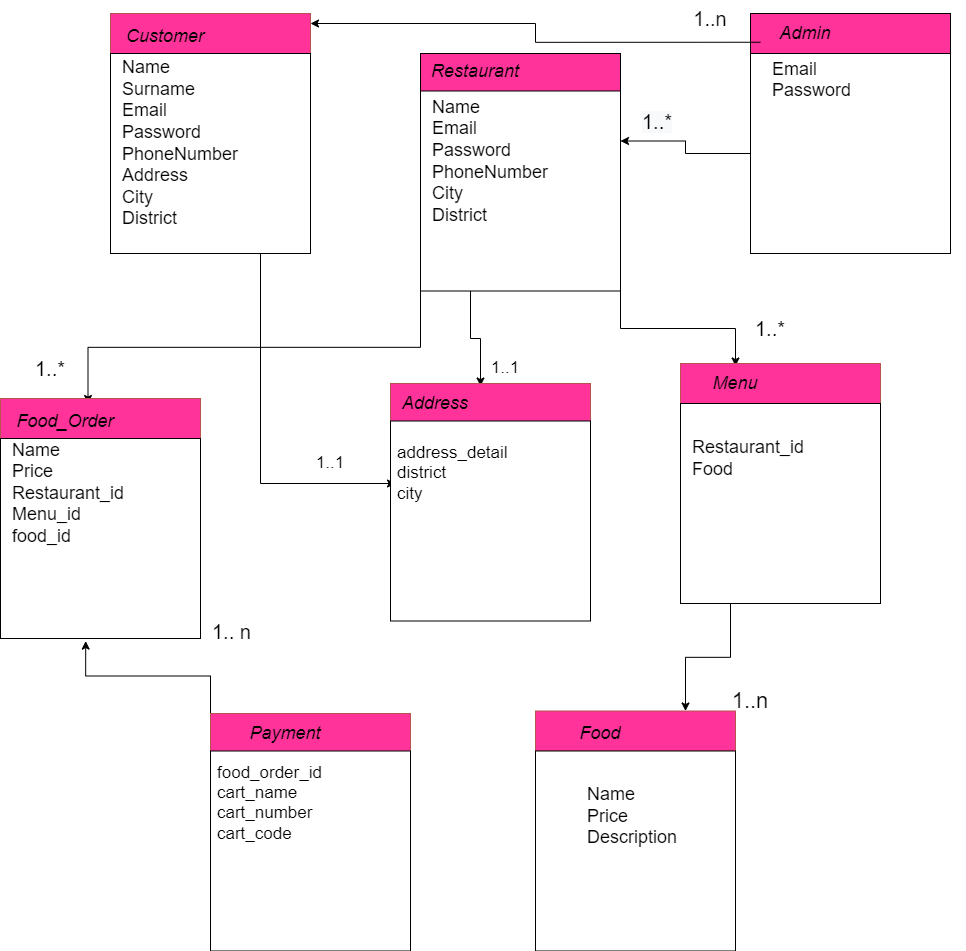 Customer
Name
Surname
Email
Password
PhoneNumber
Address
City
District
1..n
Admin
Email
Password
Restaurant
Name
Email
Password
PhoneNumber
City
District
1..*
1..*
1..*
1..1
1..1
Food_Order
Name
Price
Restaurant_id
Menu_id
food_id
Address
address_detail
district
city
Menu
Restaurant_id
Food
1.. n
Payment
food_order_id
cart_name
cart_number
cart_code
1..n
Food
Name
Price
Description